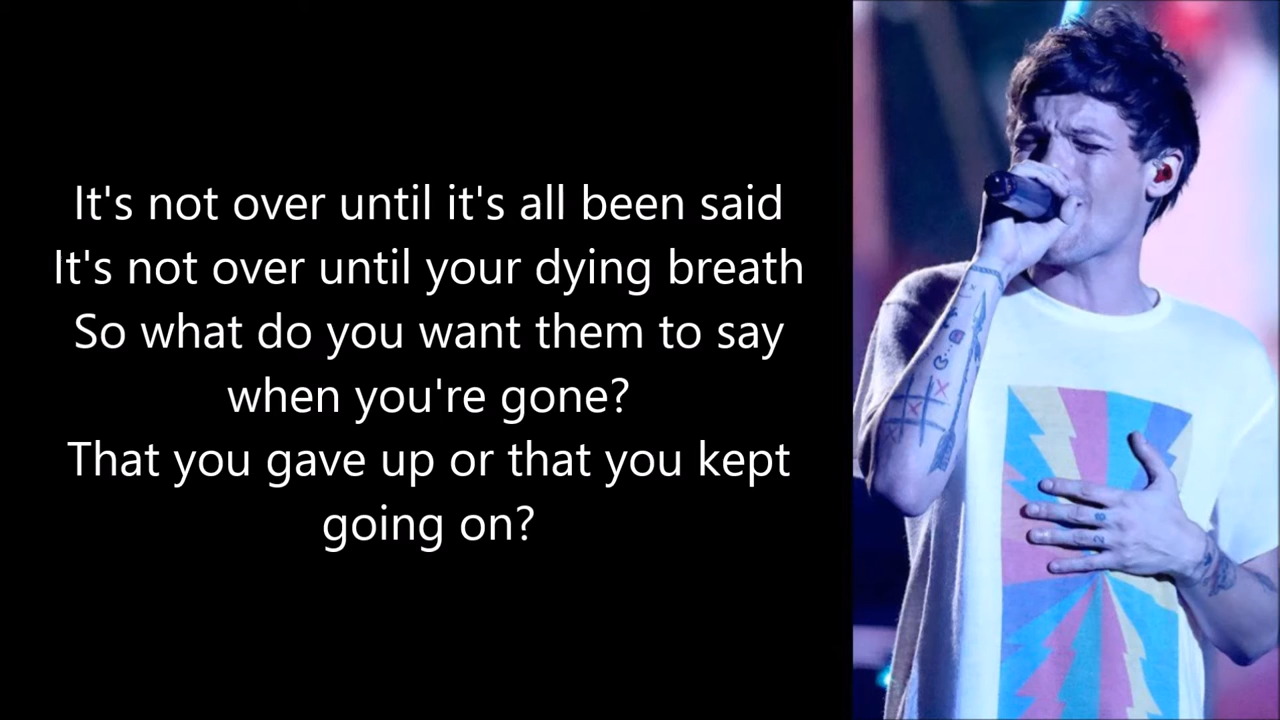 It's not over until it's all been said
It's not over until your dying breath
So what do you want them to say
when you're gone?
That you gave up or that you kept
going on?